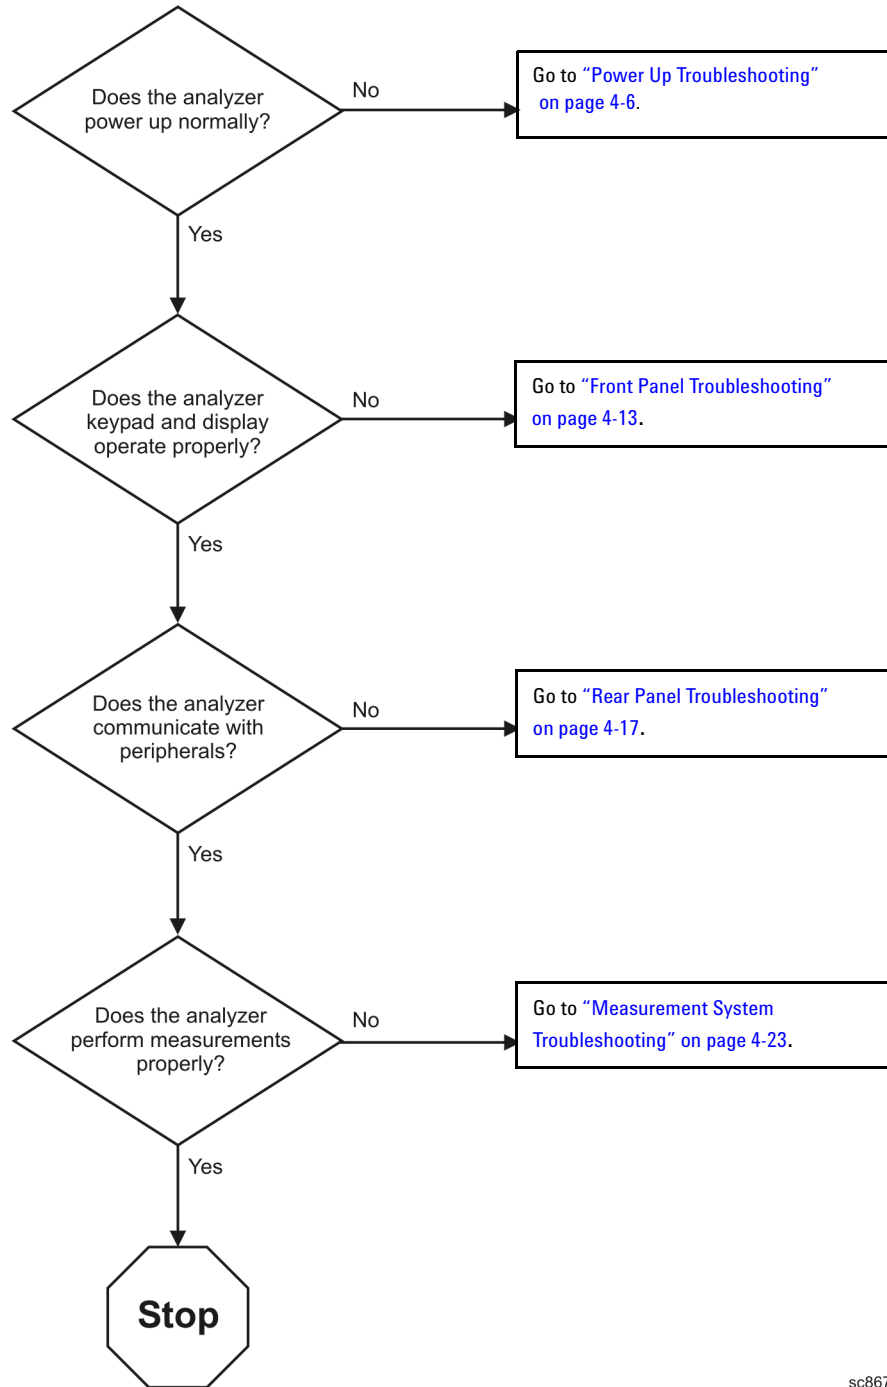 Does the analyzer
power up normally?
No
Go to “Power Up Troubleshooting”
on page 4-6.
Yes
Does the analyzer
keypad and display
operate properly?
No
Go to “Front Panel Troubleshooting”
on page 4-13.
Yes
Does the analyzer
communicate with
peripherals?
No
Go to “Rear Panel Troubleshooting”
on page 4-17.
Yes
Does the analyzer
perform measurements
properly?
No
Go to “Measurement System
Troubleshooting” on page 4-23.
Yes
Stop
sc867